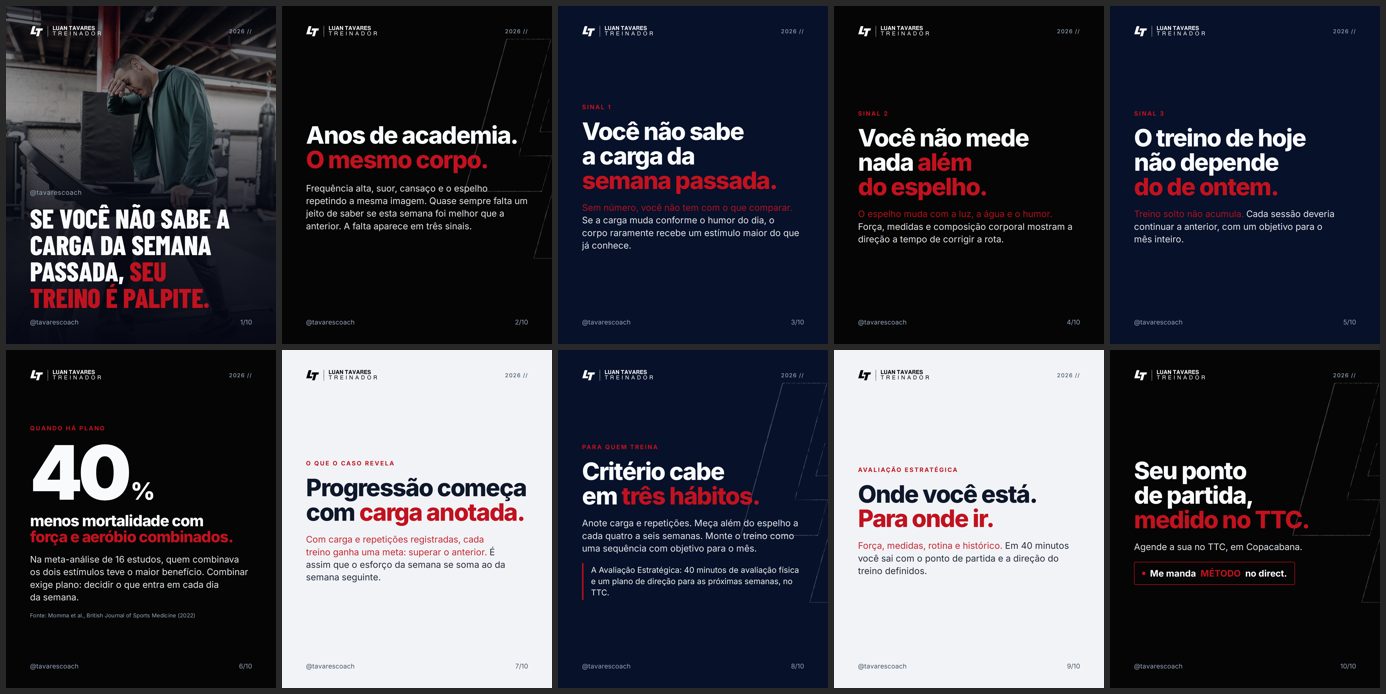 LT LUAN TAVARES
TREINADOR
2026 //
@tavarescoach
SE VOCÊ NÃO SABE A
CARGA DA SEMANA
PASSADA, SEU
TREINO É PALPITE.
@tavarescoach
1/10
LT LUAN TAVARES
TREINADOR
2026 //
Anos de academia.
O mesmo corpo.
Frequência alta, suor, cansaço e o espelho
repetindo a mesma imagem. Quase sempre falta um
jeito de saber se esta semana foi melhor que a
anterior. A falta aparece em três sinais.
@tavarescoach
2/10
LT LUAN TAVARES
TREINADOR
2026 //
SINAL 1
Você não sabe
a carga da
semana passada.
Sem número, você não tem com o que comparar.
Se a carga muda conforme o humor do dia, o
corpo raramente recebe um estímulo maior do que
já conhece.
@tavarescoach
3/10
LT LUAN TAVARES
TREINADOR
2026 //
SINAL 2
Você não mede
nada além
do espelho.
O espelho muda com a luz, a água e o humor.
Força, medidas e composição corporal mostram a
direção a tempo de corrigir a rota.
@tavarescoach
4/10
LT LUAN TAVARES
TREINADOR
2026 //
SINAL 3
O treino de hoje
não depende
do de ontem.
Treino solto não acumula. Cada sessão deveria
continuar a anterior, com um objetivo para o
mês inteiro.
@tavarescoach
5/10
LT LUAN TAVARES
TREINADOR
2026 //
QUANDO HÁ PLANO
40%
menos mortalidade com
força e aeróbio combinados.
Na meta-análise de 16 estudos, quem combinava
os dois estímulos teve o maior benefício. Combinar
exige plano: decidir o que entra em cada dia
da semana.
Fonte: Momma et al., British Journal of Sports Medicine (2022)
@tavarescoach
6/10
LT LUAN TAVARES
TREINADOR
2026 //
O QUE O CASO REVELA
Progressão começa
com carga anotada.
Com carga e repetições registradas, cada
treino ganha uma meta: superar o anterior. É
assim que o esforço da semana se soma ao da
semana seguinte.
@tavarescoach
7/10
LT LUAN TAVARES
TREINADOR
2026 //
PARA QUEM TREINA
Critério cabe
em três hábitos.
Anote carga e repetições. Meça além do espelho a
cada quatro a seis semanas. Monte o treino como
uma sequência com objetivo para o mês.
A Avaliação Estratégica: 40 minutos de avaliação física
e um plano de direção para as próximas semanas, no
TTC.
@tavarescoach
8/10
LT LUAN TAVARES
TREINADOR
2026 //
AVALIAÇÃO ESTRATÉGICA
Onde você está.
Para onde ir.
Força, medidas, rotina e histórico. Em 40 minutos
você sai com o ponto de partida e a direção do
treino definidos.
@tavarescoach
9/10
LT LUAN TAVARES
TREINADOR
2026 //
Seu ponto
de partida,
medido no TTC.
Agende a sua no TTC, em Copacabana.
• Me manda MÉTODO no direct.
@tavarescoach
10/10